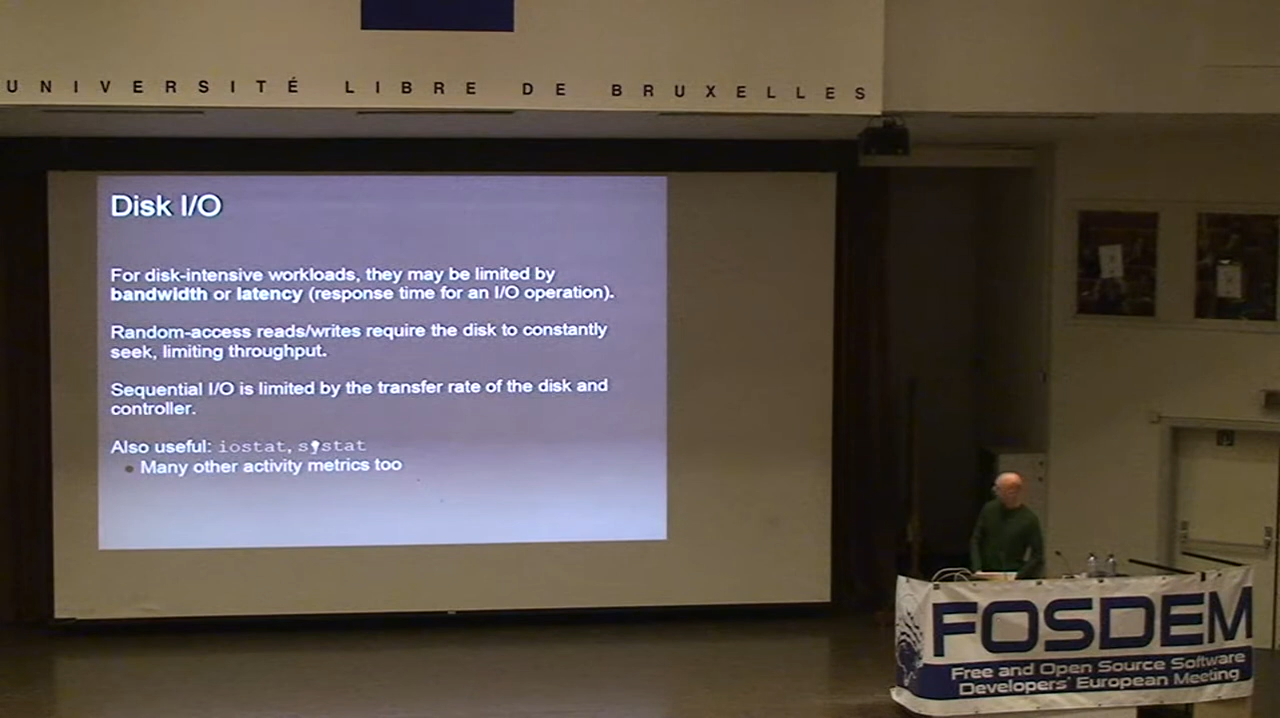 UNIVERSITÉ LIBRE DE BRUXELLES
Disk I/O
For disk-intensive workloads, they may be limited by
bandwidth or latency (response time for an I/O operation).
Random-access reads/writes require the disk to constantly
seek, limiting throughput.
Sequential I/O is limited by the transfer rate of the disk and
controller.
Also useful: iostat, systat
Many other activity metrics too
FOSDEM
Free and Open Source Software
Developers' European Meeting